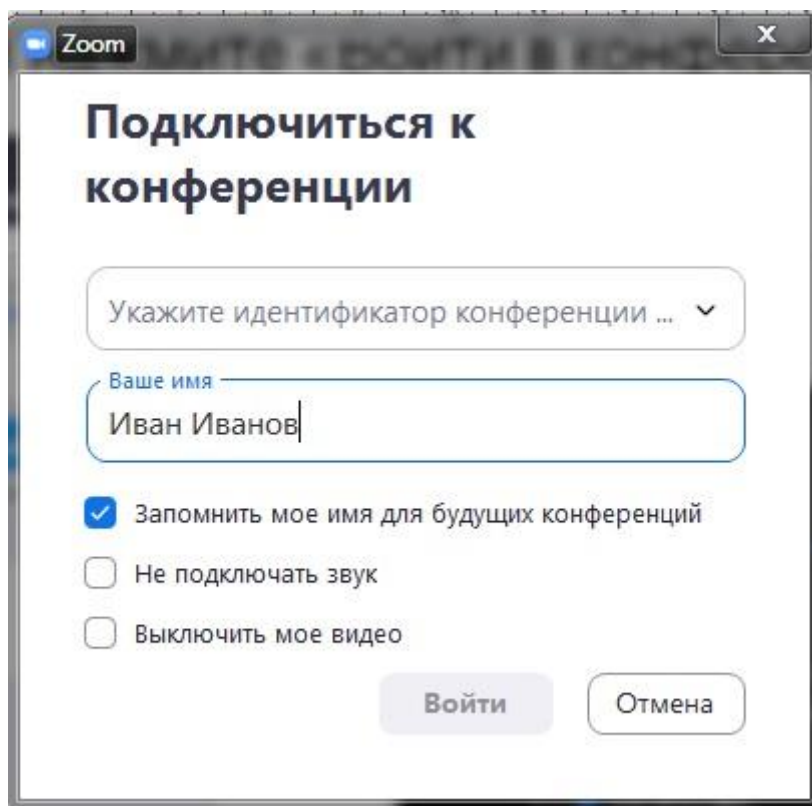 Zoom
Подключиться к
конференции
Укажите идентификатор конференции ...
Ваше имя
Иван Иванов
Запомнить мое имя для будущих конференций
Не подключать звук
Выключить мое видео
Войти
Отмена